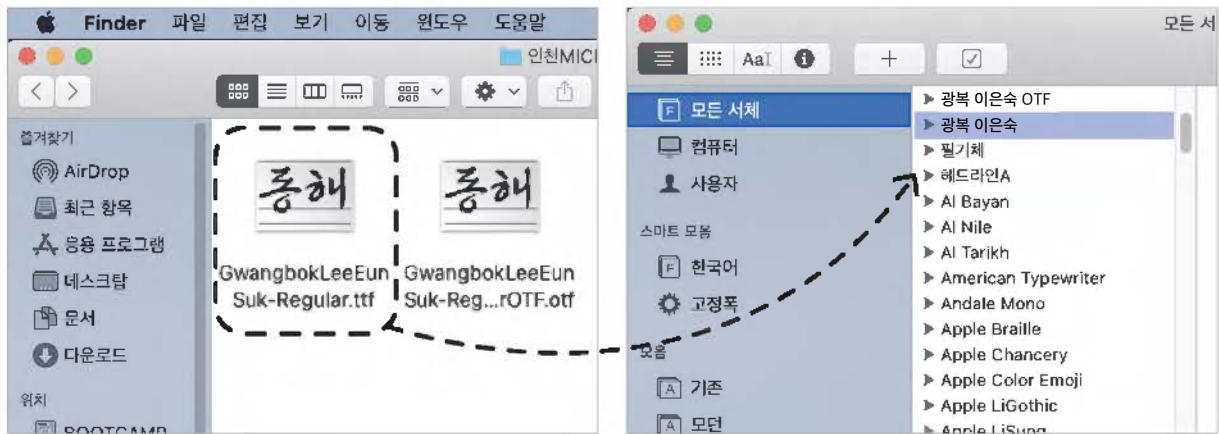 Finder 파일 편집 보기 이동 윈도우 도움말
인천MICI
즐겨찾기
AirDrop
최근 항목
응용 프로그램
데스크탑
문서
다운로드
위치
BOOTCAMP
동해
동해
GwangbokLeeEun
Suk-Regular.ttf
GwangbokLeeEun
Suk-Reg...rOTF.otf
모든 서
AaI
모든 서체
컴퓨터
사용자
스마트 모음
한국어
고정폭
모음
기존
모던
광복 이은숙 OTF
광복 이은숙
필기체
헤드라인A
Al Bayan
Al Nile
Al Tarikh
American Typewriter
Andale Mono
Apple Braille
Apple Chancery
Apple Color Emoji
Apple LiGothic
Apple LiSung